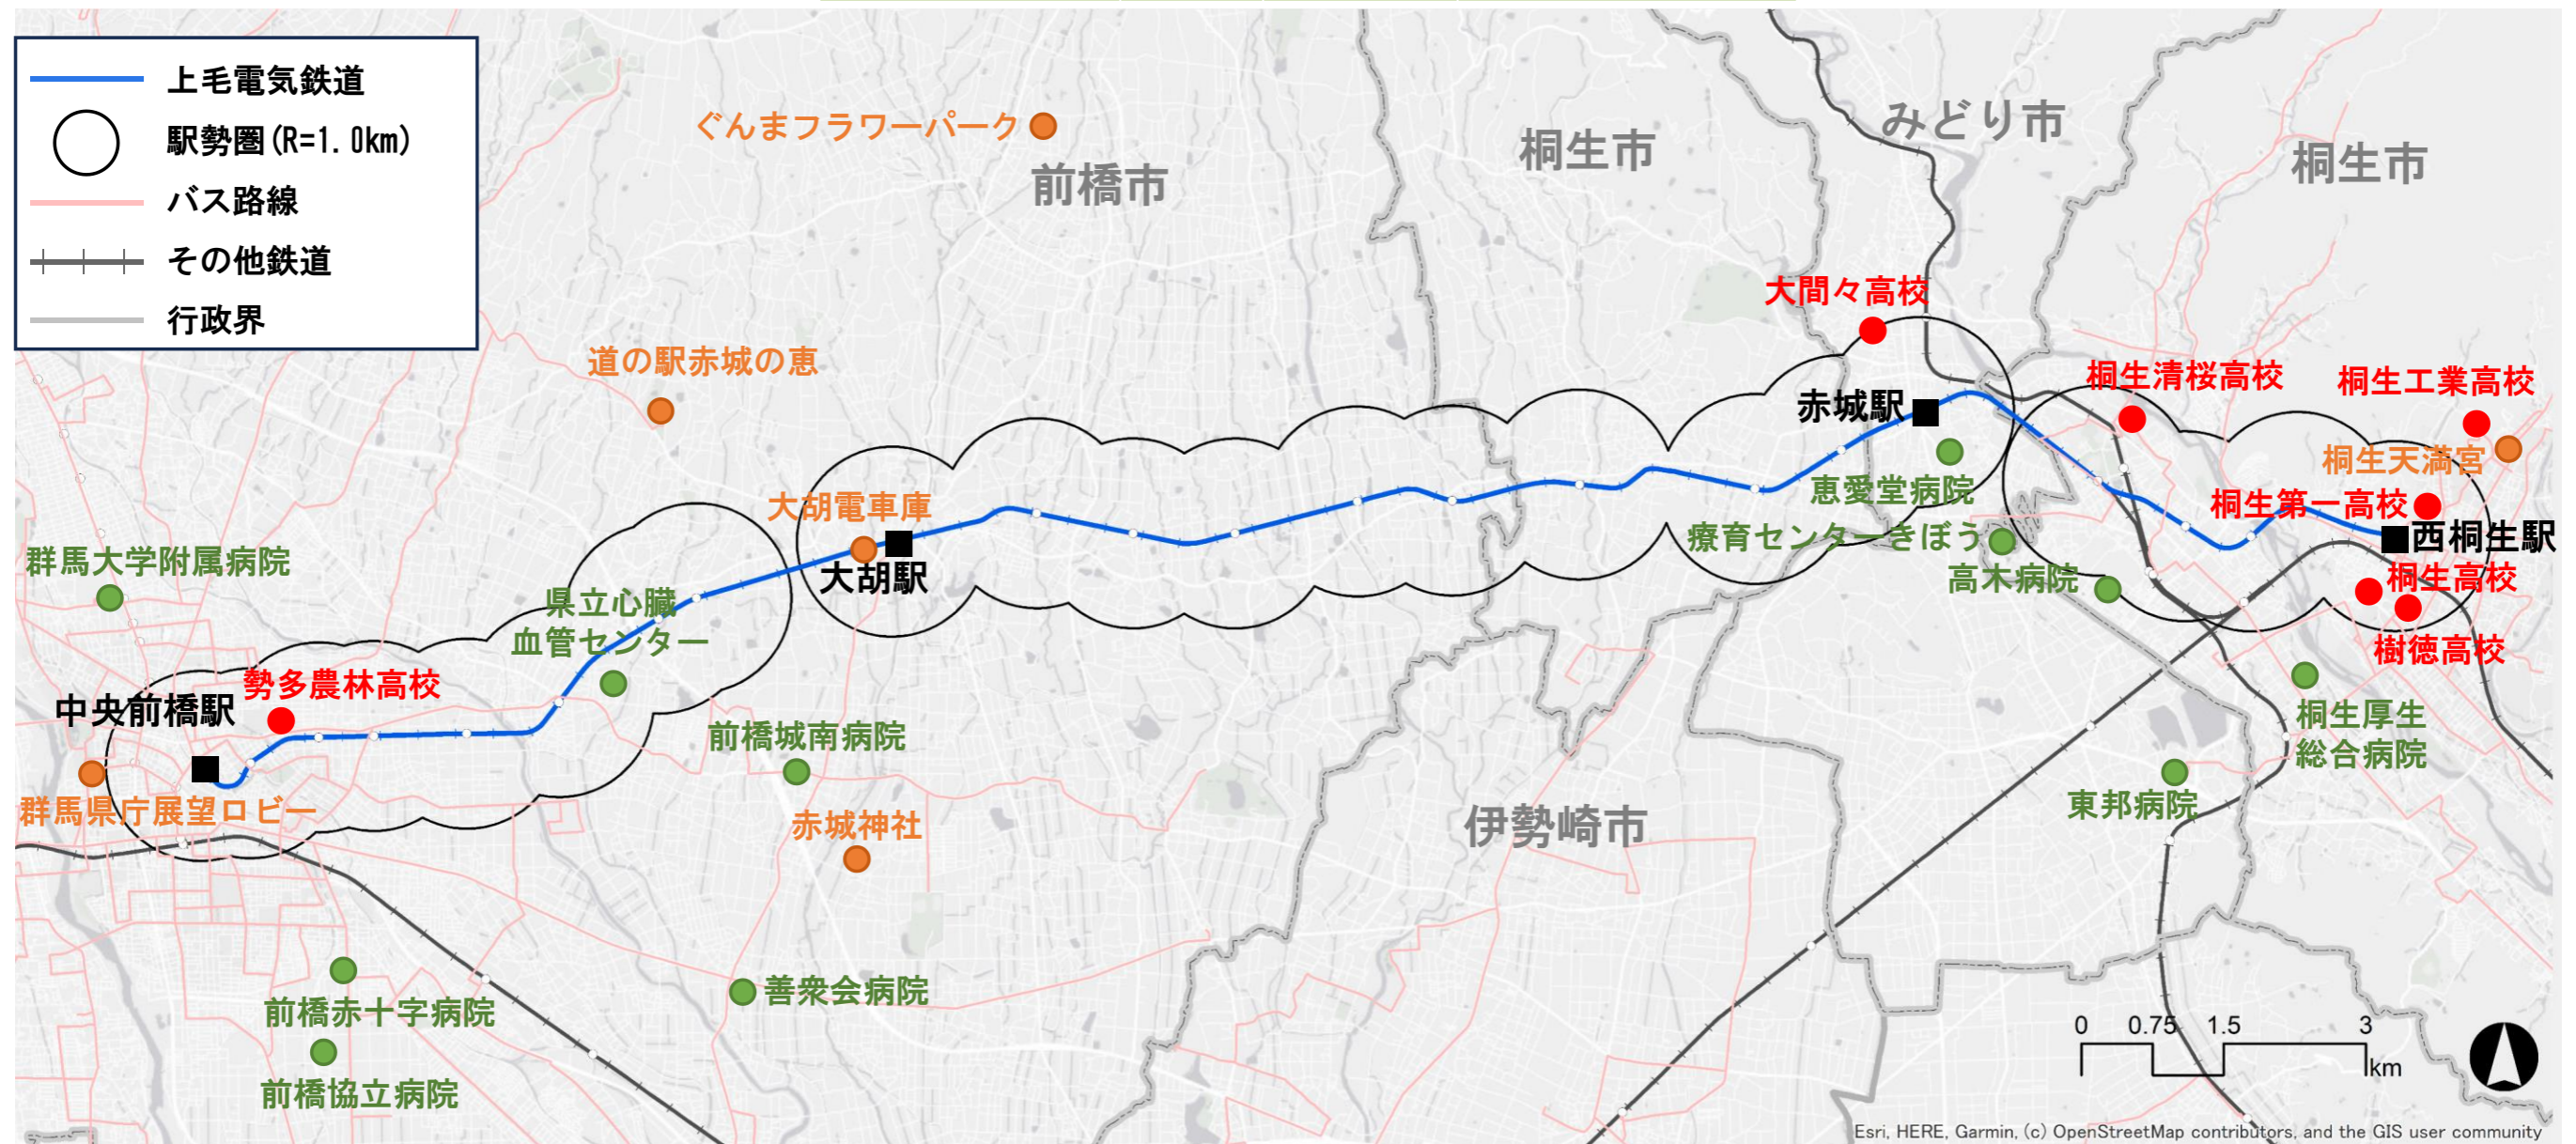 上毛電気鉄道
駅勢圏(R=1.0km)
バス路線
その他鉄道
行政界
ぐんまフラワーパーク
前橋市
桐生市
みどり市
桐生市
大間々高校
道の駅赤城の恵
桐生清桜高校
桐生工業高校
赤城駅
桐生天満宮
恵愛堂病院
桐生第一高校
大胡電車庫
西桐生駅
療育センターきぼう
群馬大学附属病院
大胡駅
高木病院
桐生高校
県立心臓
血管センター
樹徳高校
勢多農林高校
中央前橋駅
前橋城南病院
桐生厚生
総合病院
群馬県庁展望ロビー
赤城神社
伊勢崎市
東邦病院
善衆会病院
前橋赤十字病院
前橋協立病院
0 0.75 1.5 3
km
Esri, HERE, Garmin, (c) OpenStreetMap contributors, and the GIS user community